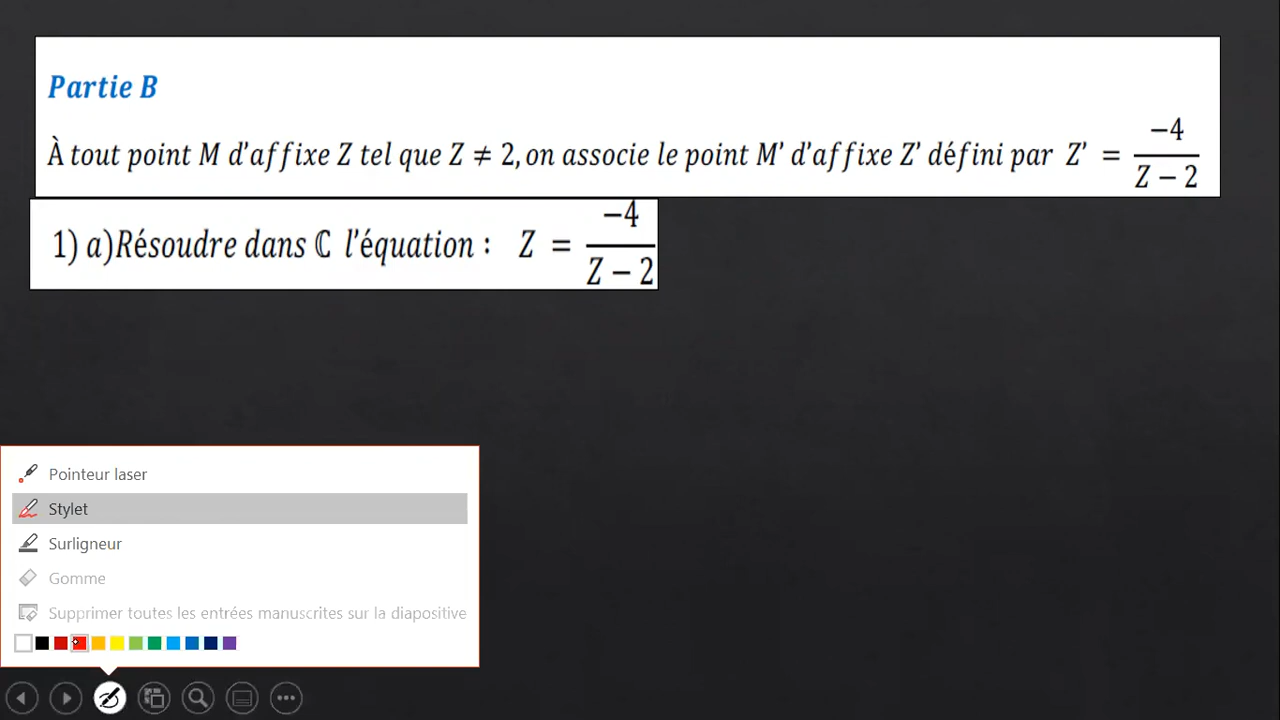 Partie B
À tout point M d'affixe Z tel que Z ≠ 2, on associe le point M' d'affixe Z' défini par Z' = −4 / (Z − 2)
1) a)Résoudre dans ℂ l'équation : Z = −4 / (Z − 2)
Pointeur laser
Stylet
Surligneur
Gomme
Supprimer toutes les entrées manuscrites sur la diapositive